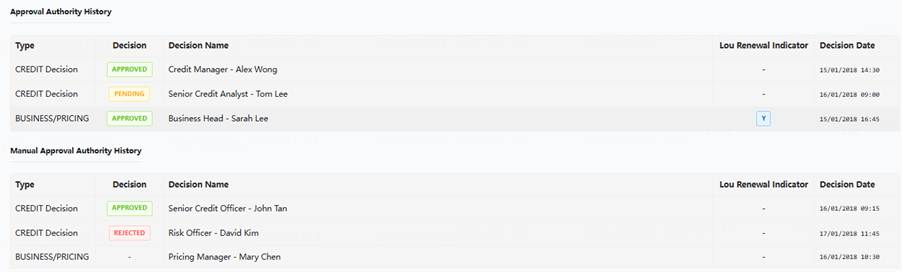 Approval Authority History
Type Decision Decision Name Lou Renewal Indicator Decision Date
CREDIT Decision APPROVED Credit Manager - Alex Wong - 15/01/2018 14:30
CREDIT Decision PENDING Senior Credit Analyst - Tom Lee - 16/01/2018 09:00
BUSINESS/PRICING APPROVED Business Head - Sarah Lee Y 15/01/2018 16:45
Manual Approval Authority History
Type Decision Decision Name Lou Renewal Indicator Decision Date
CREDIT Decision APPROVED Senior Credit Officer - John Tan - 16/01/2018 09:15
CREDIT Decision REJECTED Risk Officer - David Kim - 17/01/2018 11:45
BUSINESS/PRICING - Pricing Manager - Mary Chen - 16/01/2018 10:30